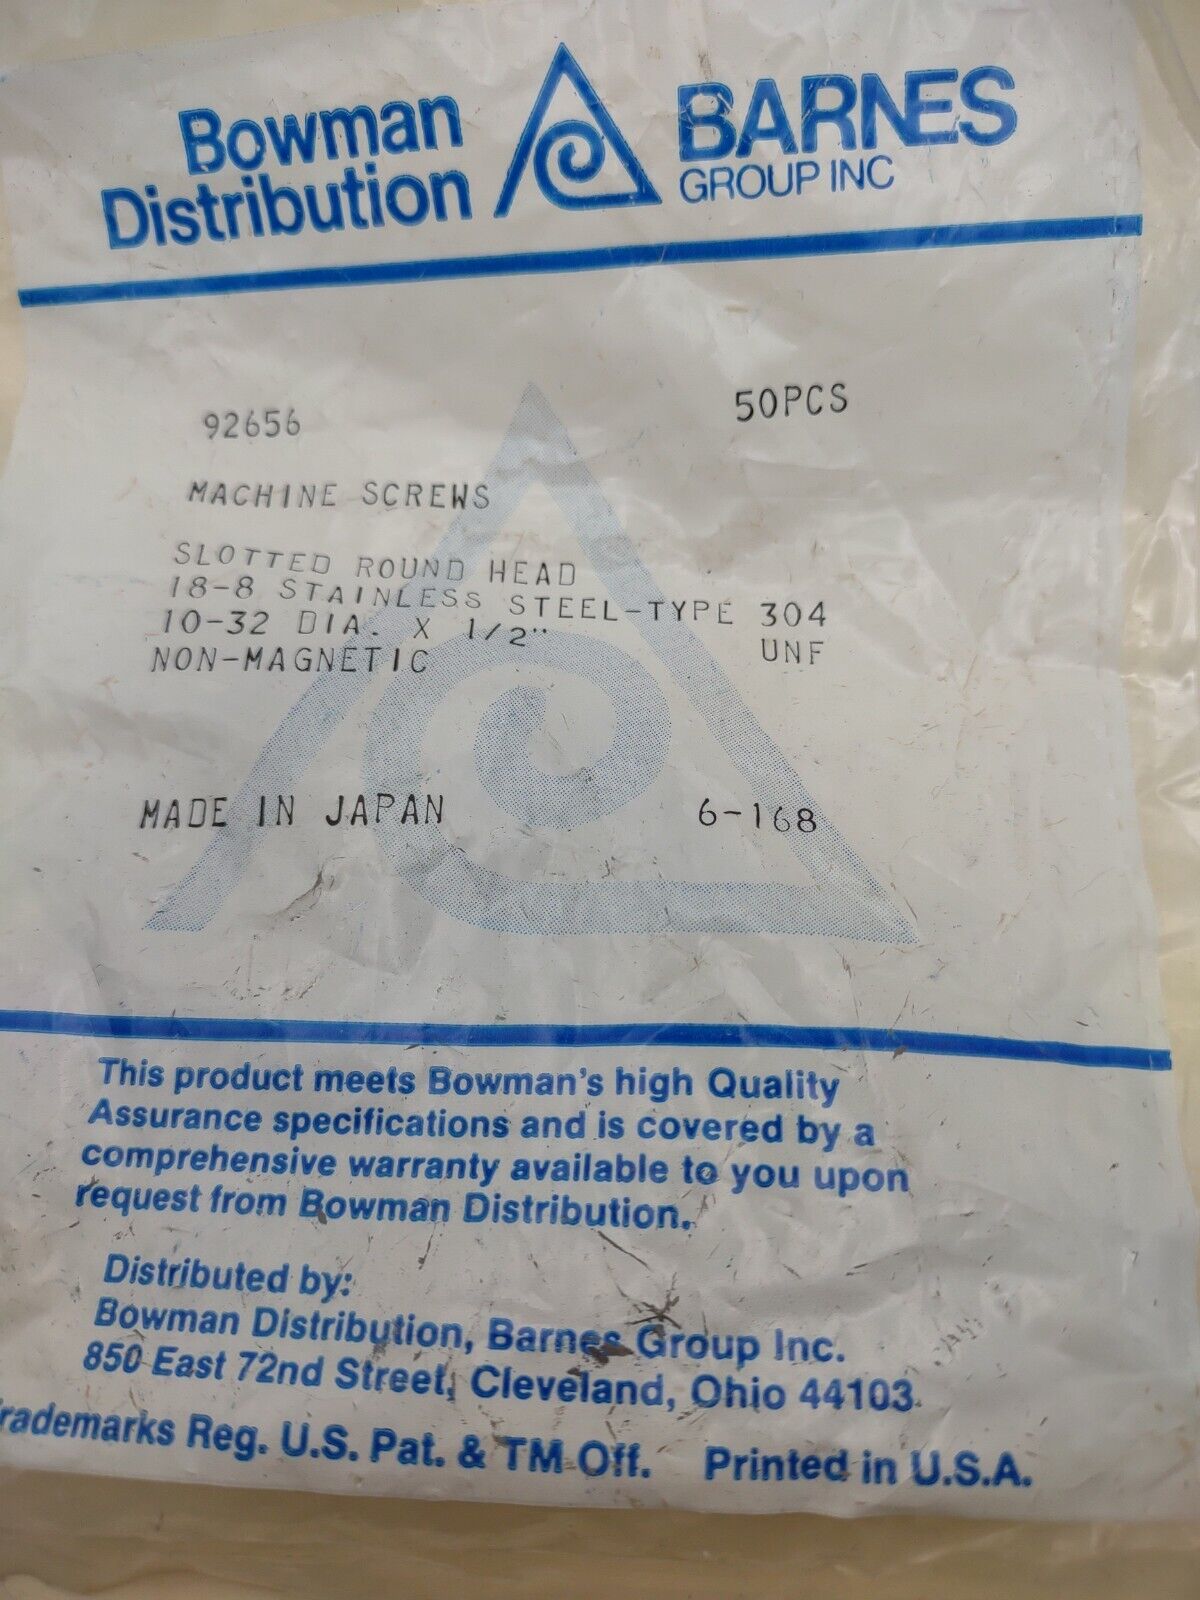 Bowman
Distribution
BARNES
GROUP INC
92656 50PCS
MACHINE SCREWS
SLOTTED ROUND HEAD
18-8 STAINLESS STEEL-TYPE 304
10-32 DIA. X 1/2" UNF
NON-MAGNETIC
MADE IN JAPAN 6-168
This product meets Bowman's high Quality
Assurance specifications and is covered by a
comprehensive warranty available to you upon
request from Bowman Distribution.
Distributed by:
Bowman Distribution, Barnes Group Inc.
850 East 72nd Street, Cleveland, Ohio 44103
Trademarks Reg. U.S. Pat. & TM Off. Printed in U.S.A.